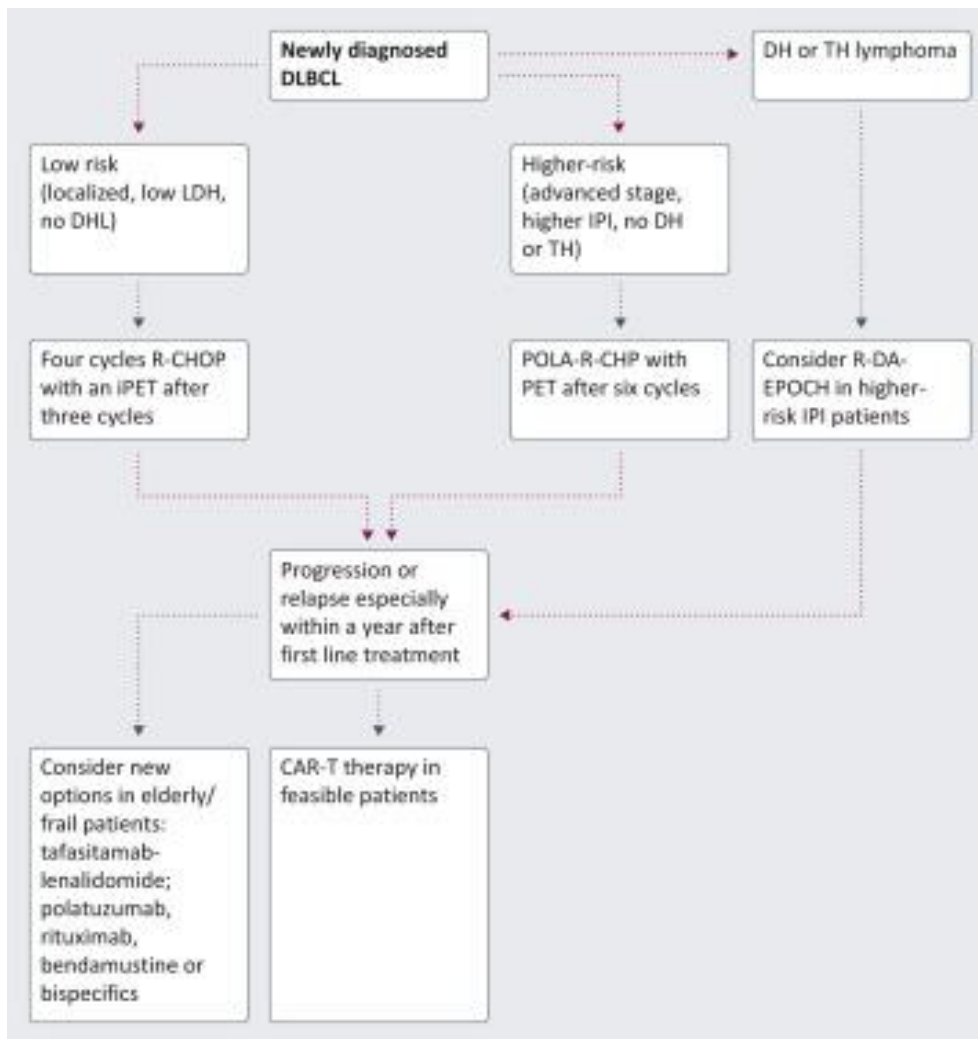 Newly diagnosed
DLBCL
DH or TH lymphoma
Low risk
(localized, low LDH,
no DHL)
Higher-risk
(advanced stage,
higher IPI, no DH
or TH)
Four cycles R-CHOP
with an iPET after
three cycles
POLA-R-CHP with
PET after six cycles
Consider R-DA-
EPOCH in higher-
risk IPI patients
Progression or
relapse especially
within a year after
first line treatment
Consider new
options in elderly/
frail patients:
tafasitamab-
lenalidomide;
polatuzumab,
rituximab,
bendamustine or
bispecifics
CAR-T therapy in
feasible patients